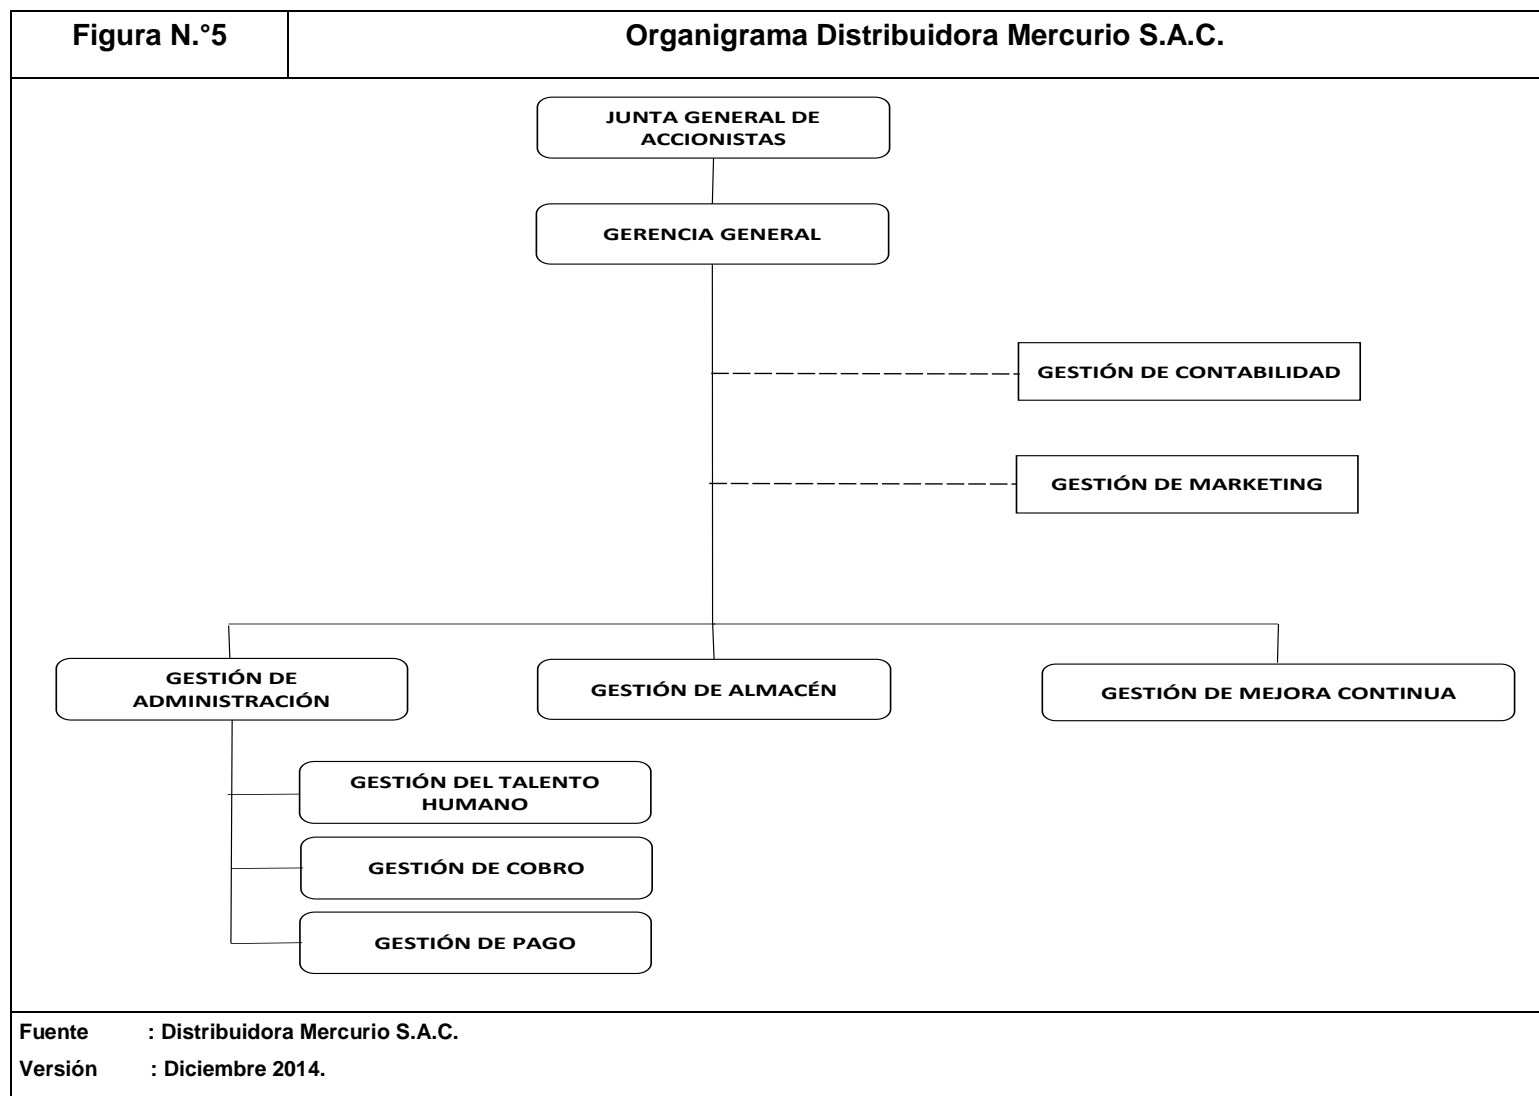 Figura N.°5
Organigrama Distribuidora Mercurio S.A.C.
JUNTA GENERAL DE
ACCIONISTAS
GERENCIA GENERAL
GESTIÓN DE CONTABILIDAD
GESTIÓN DE MARKETING
GESTIÓN DE
ADMINISTRACIÓN
GESTIÓN DE ALMACÉN
GESTIÓN DE MEJORA CONTINUA
GESTIÓN DEL TALENTO
HUMANO
GESTIÓN DE COBRO
GESTIÓN DE PAGO
Fuente : Distribuidora Mercurio S.A.C.
Versión : Diciembre 2014.